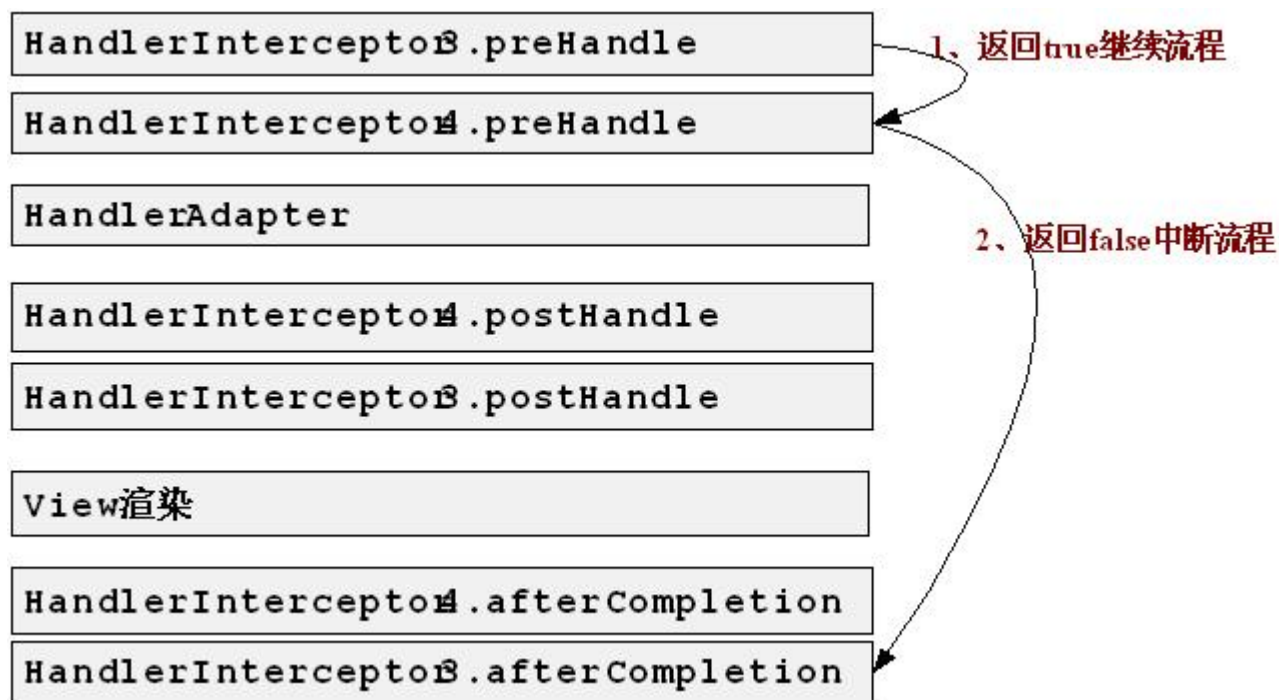 HandlerInterceptor3.preHandle
1、返回true继续流程
HandlerInterceptor4.preHandle
HandlerAdapter
2、返回false中断流程
HandlerInterceptor4.postHandle
HandlerInterceptor3.postHandle
View渲染
HandlerInterceptor4.afterCompletion
HandlerInterceptor3.afterCompletion